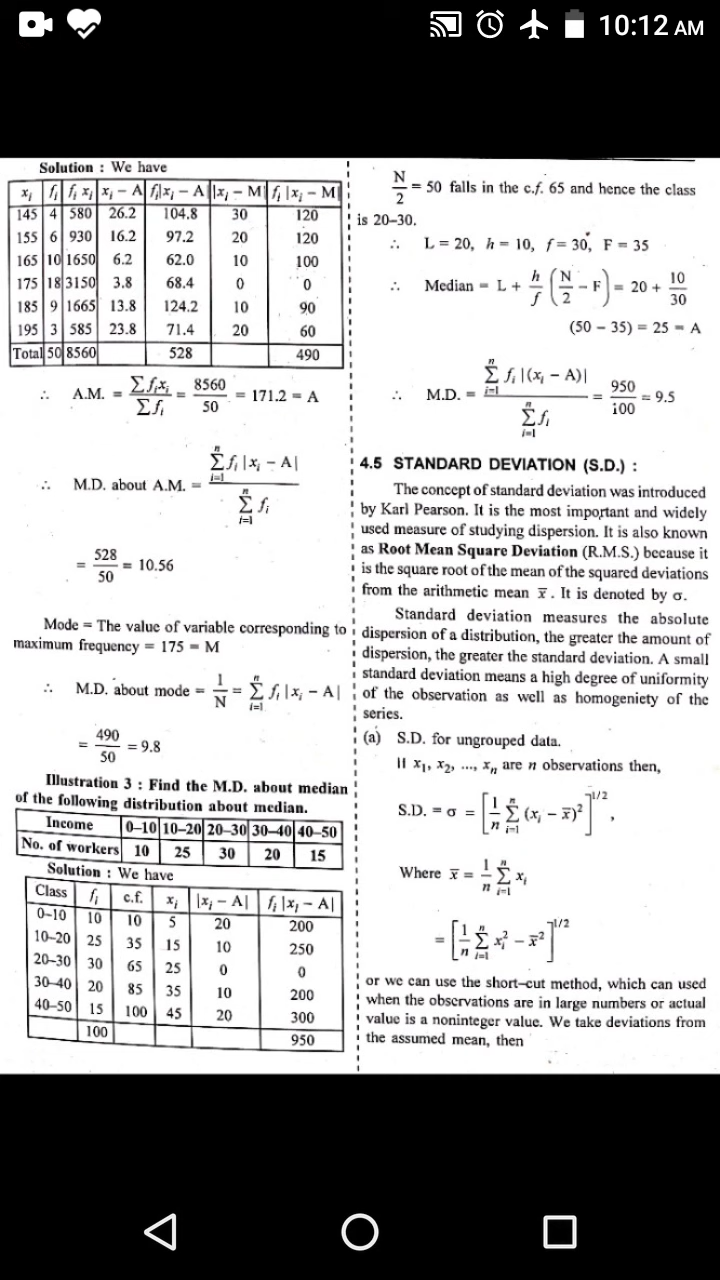 10:12 AM
Solution : We have
xᵢ fᵢ fᵢ xᵢ xᵢ – A fᵢ|xᵢ – A| |xᵢ – M| fᵢ |xᵢ – M|
145 4 580 26.2 104.8 30 120
155 6 930 16.2 97.2 20 120
165 10 1650 6.2 62.0 10 100
175 18 3150 3.8 68.4 0 0
185 9 1665 13.8 124.2 10 90
195 3 585 23.8 71.4 20 60
Total 50 8560 528 490
∴ A.M. = ∑ fᵢxᵢ / ∑ fᵢ = 8560 / 50 = 171.2 = A
∴ M.D. about A.M. = n ∑ i=1 fᵢ |xᵢ – A| / n ∑ i=1 fᵢ
= 528 / 50 = 10.56
Mode = The value of variable corresponding to
maximum frequency = 175 = M
∴ M.D. about mode = 1 / N = n ∑ i=1 fᵢ |xᵢ – A|
= 490 / 50 = 9.8
Illustration 3 : Find the M.D. about median
of the following distribution about median.
Income 0–10 10–20 20–30 30–40 40–50
No. of workers 10 25 30 20 15
Solution : We have
Class fᵢ c.f. xᵢ |xᵢ – A| fᵢ |xᵢ – A|
0–10 10 10 5 20 200
10–20 25 35 15 10 250
20–30 30 65 25 0 0
30–40 20 85 35 10 200
40–50 15 100 45 20 300
100 950
N / 2 = 50 falls in the c.f. 65 and hence the class
is 20–30.
∴ L = 20, h = 10, f = 30, F = 35
∴ Median = L + h / f (N / 2 – F) = 20 + 10 / 30
(50 – 35) = 25 = A
∴ M.D. = n ∑ i=1 fᵢ |(xᵢ – A)| / n ∑ i=1 fᵢ = 950 / 100 = 9.5
4.5 STANDARD DEVIATION (S.D.) :
The concept of standard deviation was introduced
by Karl Pearson. It is the most important and widely
used measure of studying dispersion. It is also known
as Root Mean Square Deviation (R.M.S.) because it
is the square root of the mean of the squared deviations
from the arithmetic mean x̄. It is denoted by σ.
Standard deviation measures the absolute
dispersion of a distribution, the greater the amount of
dispersion, the greater the standard deviation. A small
standard deviation means a high degree of uniformity
of the observation as well as homogeniety of the
series.
(a) S.D. for ungrouped data.
If x₁, x₂, ..., xₙ are n observations then,
S.D. = σ = [1 / n n ∑ i=1 (xᵢ – x̄)²]^1/2 ,
Where x̄ = 1 / n n ∑ i=1 xᵢ
= [1 / n n ∑ i=1 xᵢ² – x̄²]^1/2
or we can use the short–cut method, which can used
when the observations are in large numbers or actual
value is a noninteger value. We take deviations from
the assumed mean, then